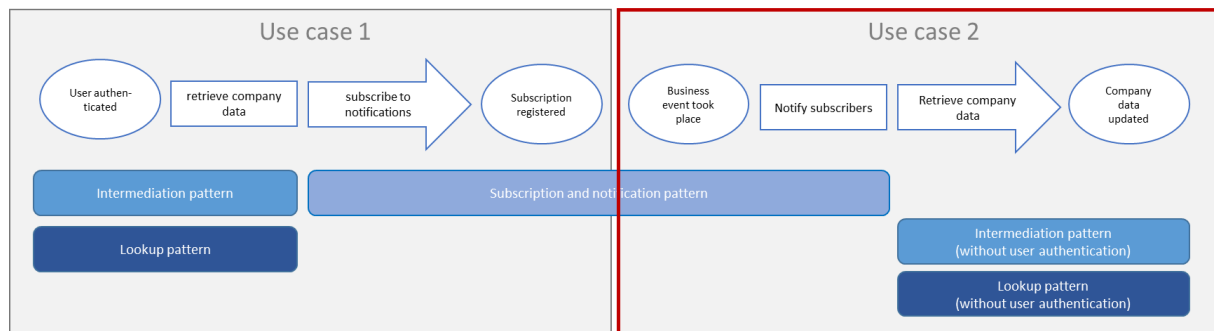 Use case 1
User authen-
ticated
retrieve company
data
subscribe to
notifications
Subscription
registered
Intermediation pattern
Lookup pattern
Subscription and notification pattern
Use case 2
Business
event took
place
Notify subscribers
Retrieve company
data
Company
data
updated
Intermediation pattern
(without user authentication)
Lookup pattern
(without user authentication)